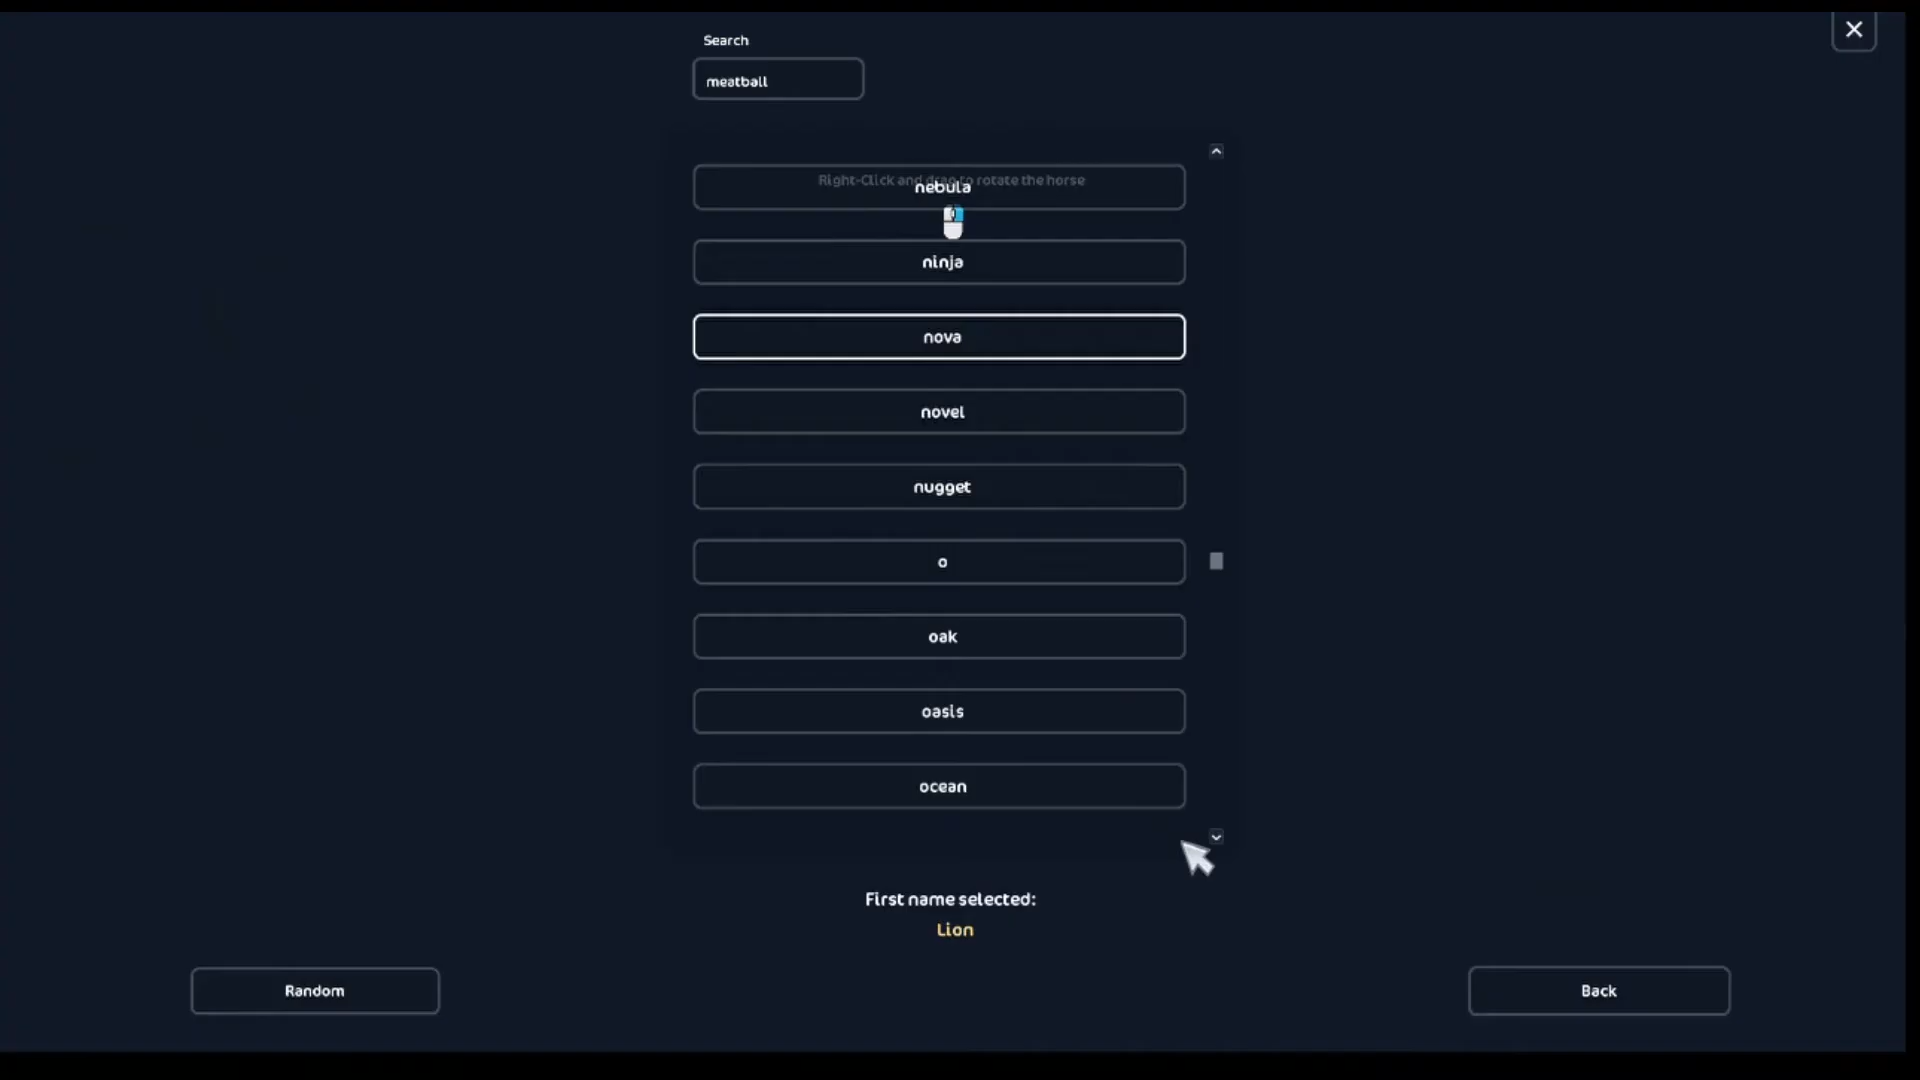 Search
meatball
Right-Click and drag to rotate the horse
nebula
ninja
nova
novel
nugget
o
oak
oasis
ocean
First name selected:
Lion
Random
Back